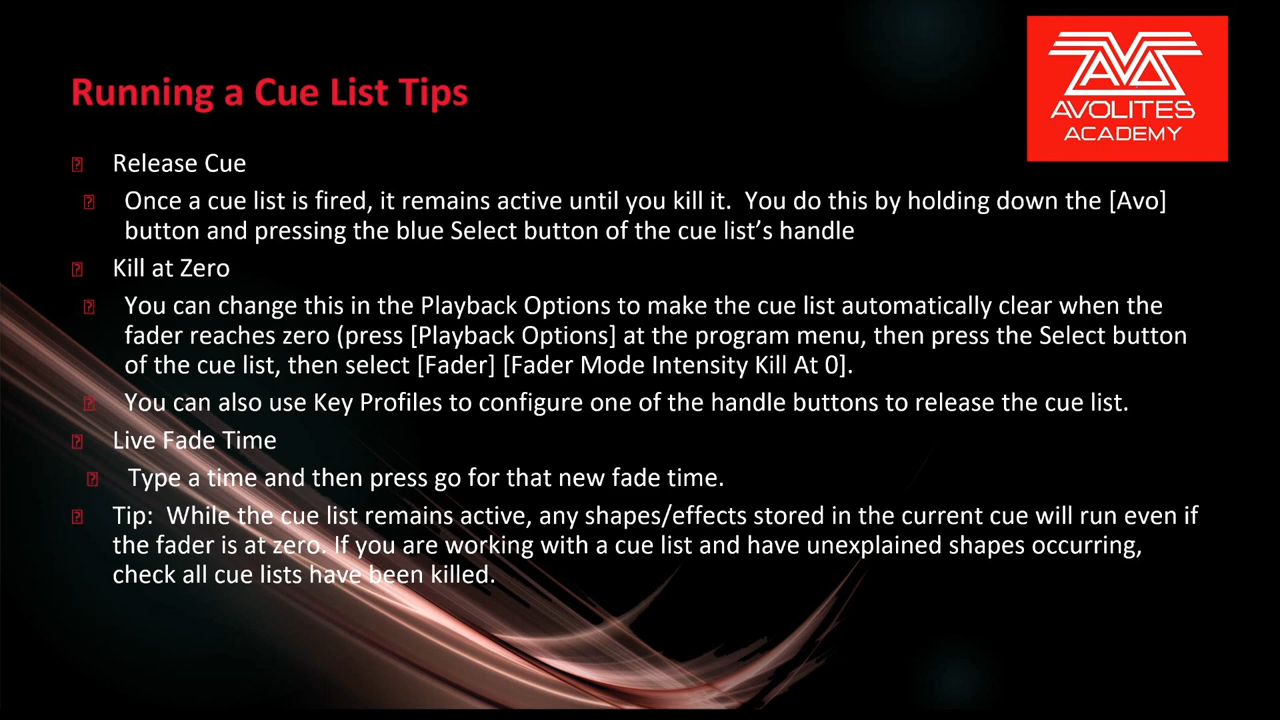 AVOLITES
ACADEMY
Running a Cue List Tips
Release Cue
Once a cue list is fired, it remains active until you kill it.  You do this by holding down the [Avo]
button and pressing the blue Select button of the cue list’s handle
Kill at Zero
You can change this in the Playback Options to make the cue list automatically clear when the
fader reaches zero (press [Playback Options] at the program menu, then press the Select button
of the cue list, then select [Fader] [Fader Mode Intensity Kill At 0].
You can also use Key Profiles to configure one of the handle buttons to release the cue list.
Live Fade Time
Type a time and then press go for that new fade time.
Tip:  While the cue list remains active, any shapes/effects stored in the current cue will run even if
the fader is at zero. If you are working with a cue list and have unexplained shapes occurring,
check all cue lists have been killed.